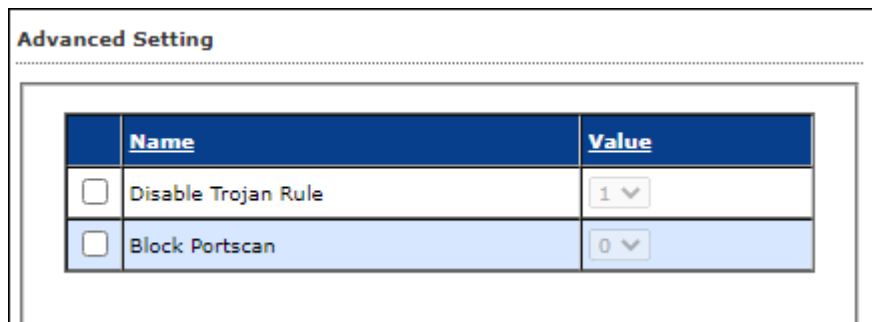 Advanced Setting
Name Value
Disable Trojan Rule 1
Block Portscan 0